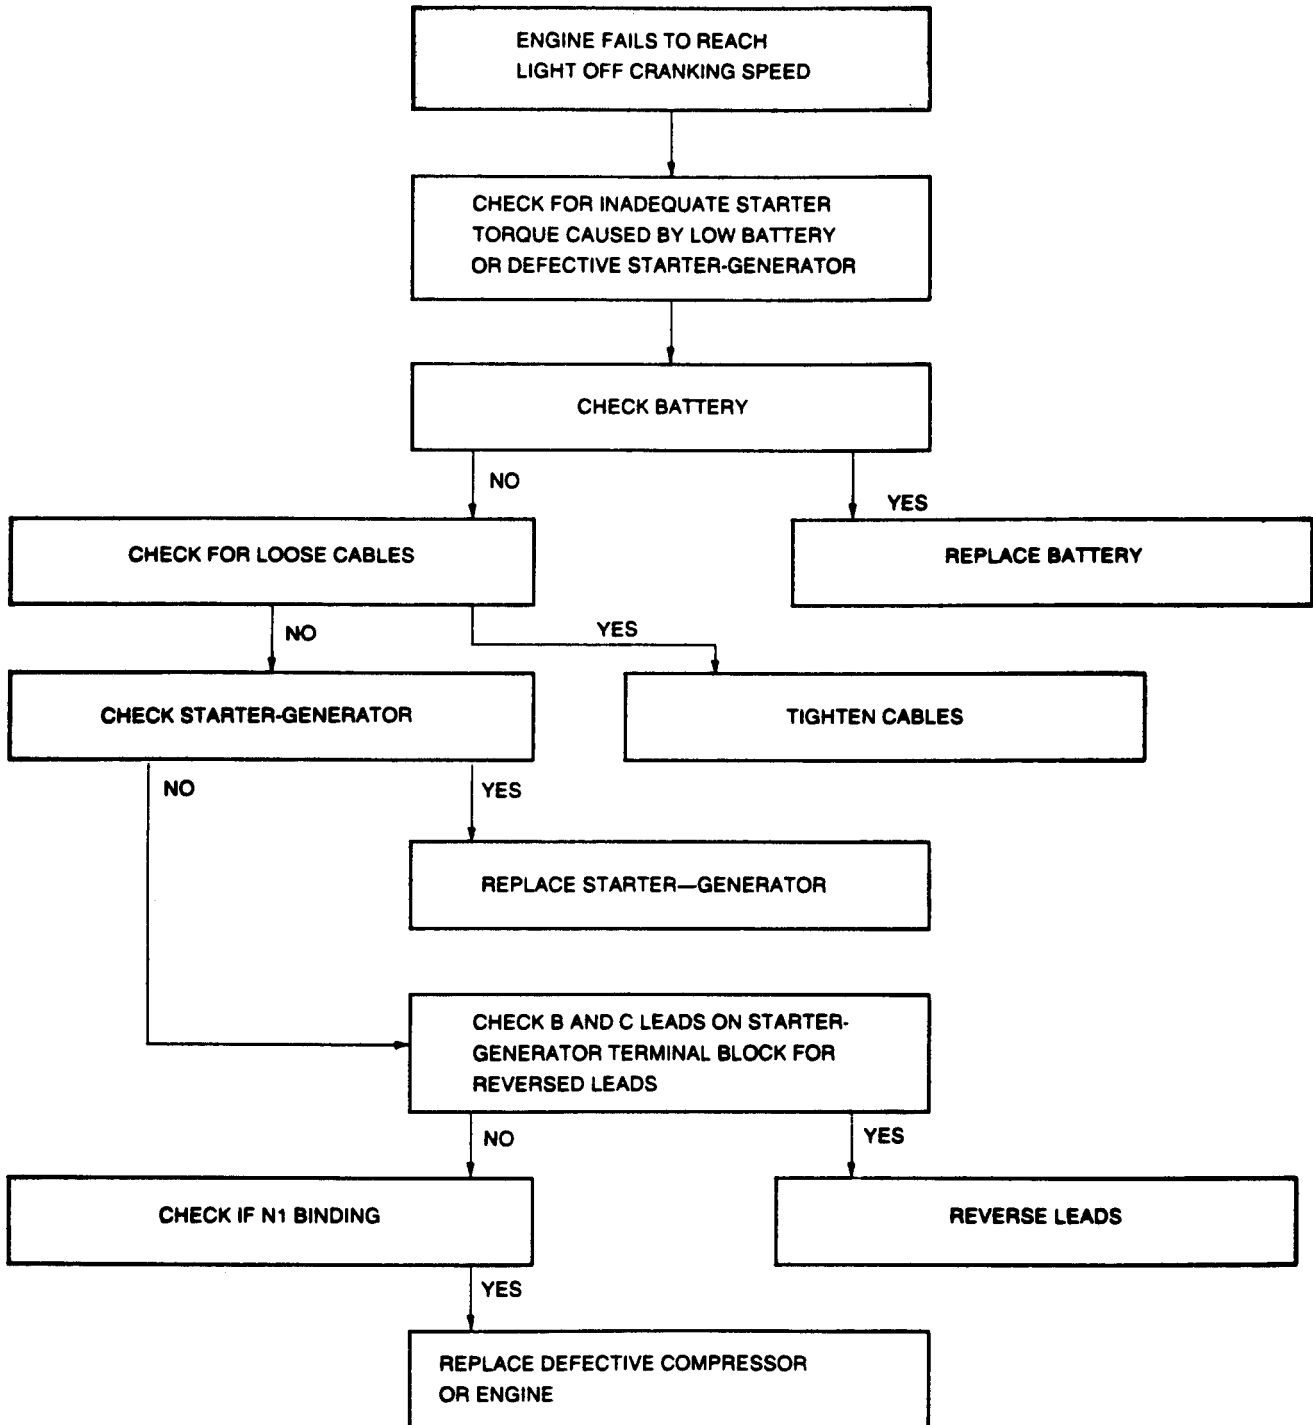 ENGINE FAILS TO REACH
LIGHT OFF CRANKING SPEED
CHECK FOR INADEQUATE STARTER
TORQUE CAUSED BY LOW BATTERY
OR DEFECTIVE STARTER-GENERATOR
CHECK BATTERY
NO
YES
CHECK FOR LOOSE CABLES
REPLACE BATTERY
NO
YES
CHECK STARTER-GENERATOR
TIGHTEN CABLES
NO
YES
REPLACE STARTER—GENERATOR
CHECK B AND C LEADS ON STARTER-
GENERATOR TERMINAL BLOCK FOR
REVERSED LEADS
NO
YES
CHECK IF N1 BINDING
REVERSE LEADS
YES
REPLACE DEFECTIVE COMPRESSOR
OR ENGINE